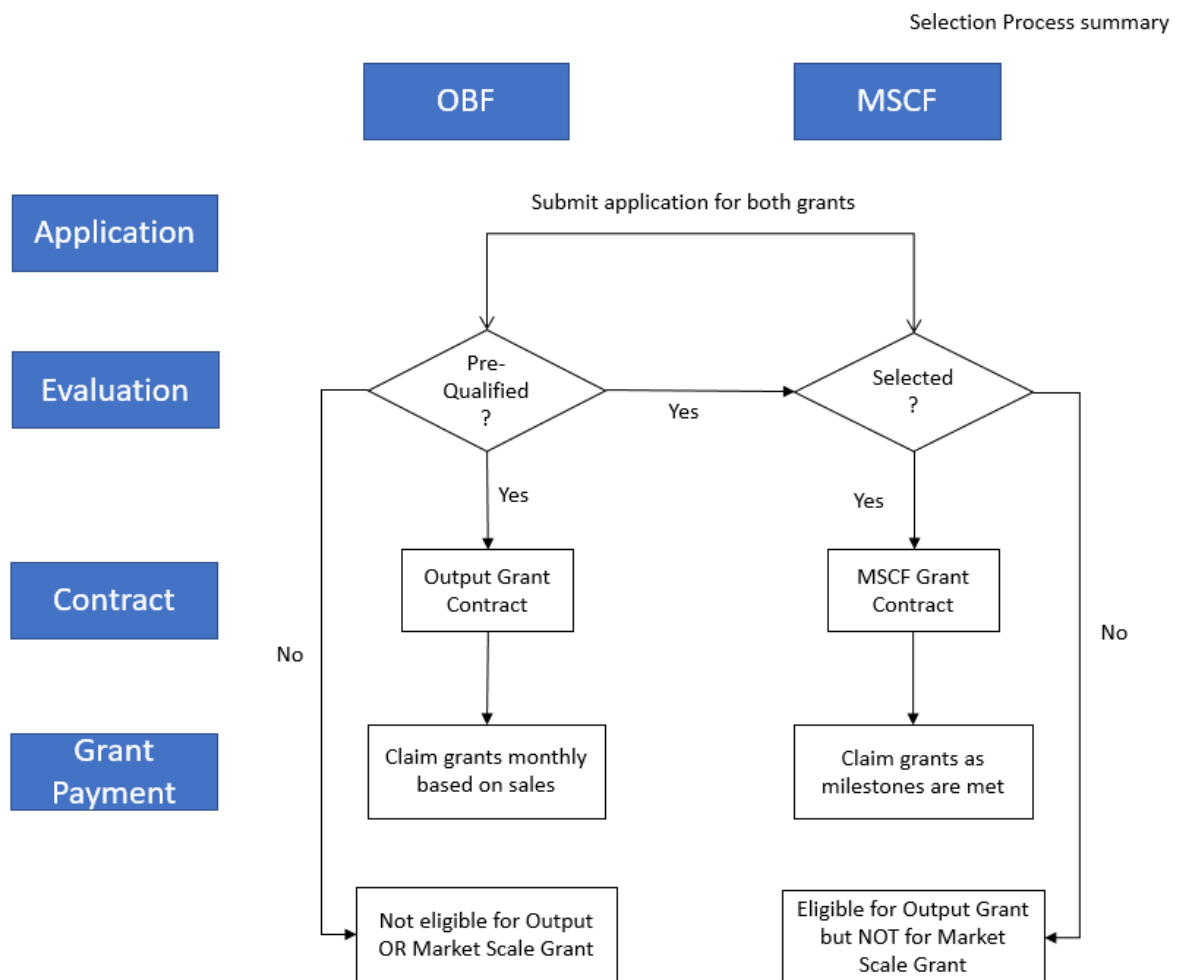 Selection Process summary
OBF
MSCF
Application
Submit application for both grants
Evaluation
Pre-
Qualified
?
Yes
Selected
?
Yes
Yes
Contract
Output Grant
Contract
MSCF Grant
Contract
No
No
Grant
Payment
Claim grants monthly
based on sales
Claim grants as
milestones are met
Not eligible for Output
OR Market Scale Grant
Eligible for Output Grant
but NOT for Market
Scale Grant